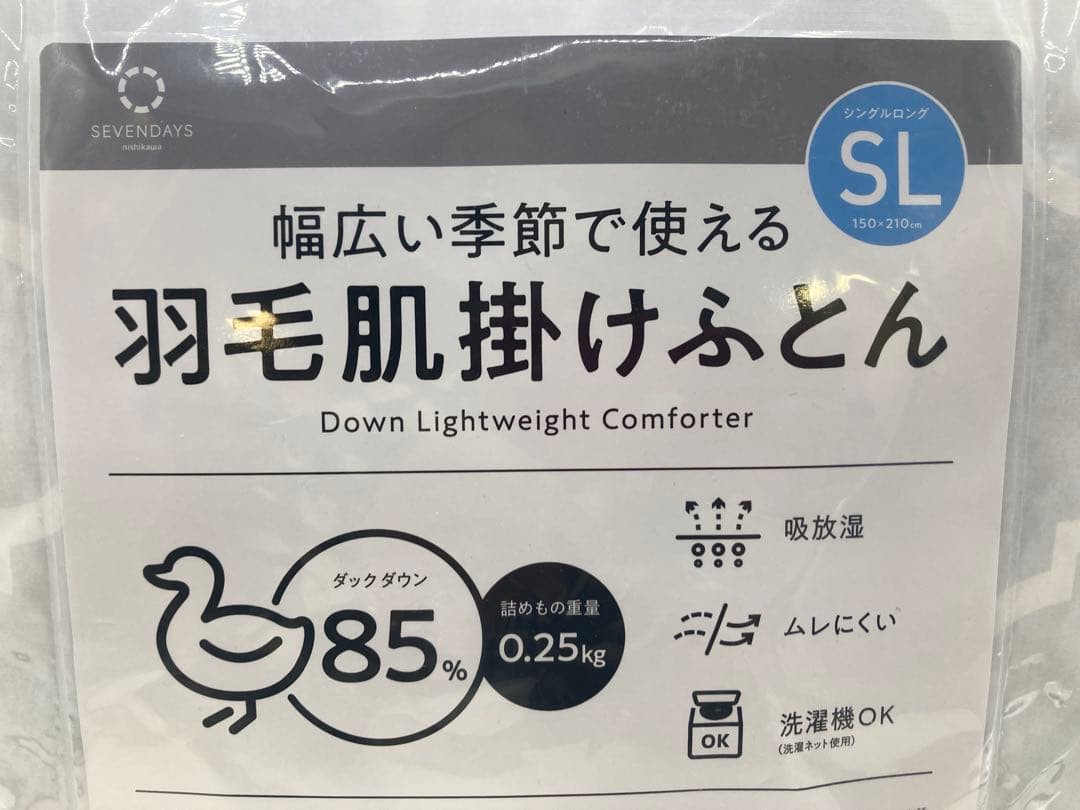 SEVENDAYS
nishikawa
シングルロング
SL
150×210cm
幅広い季節で使える
羽毛肌掛けふとん
Down Lightweight Comforter
ダックダウン
85%
詰めもの重量
0.25kg
吸放湿
ムレにくい
OK
洗濯機OK
(洗濯ネット使用)